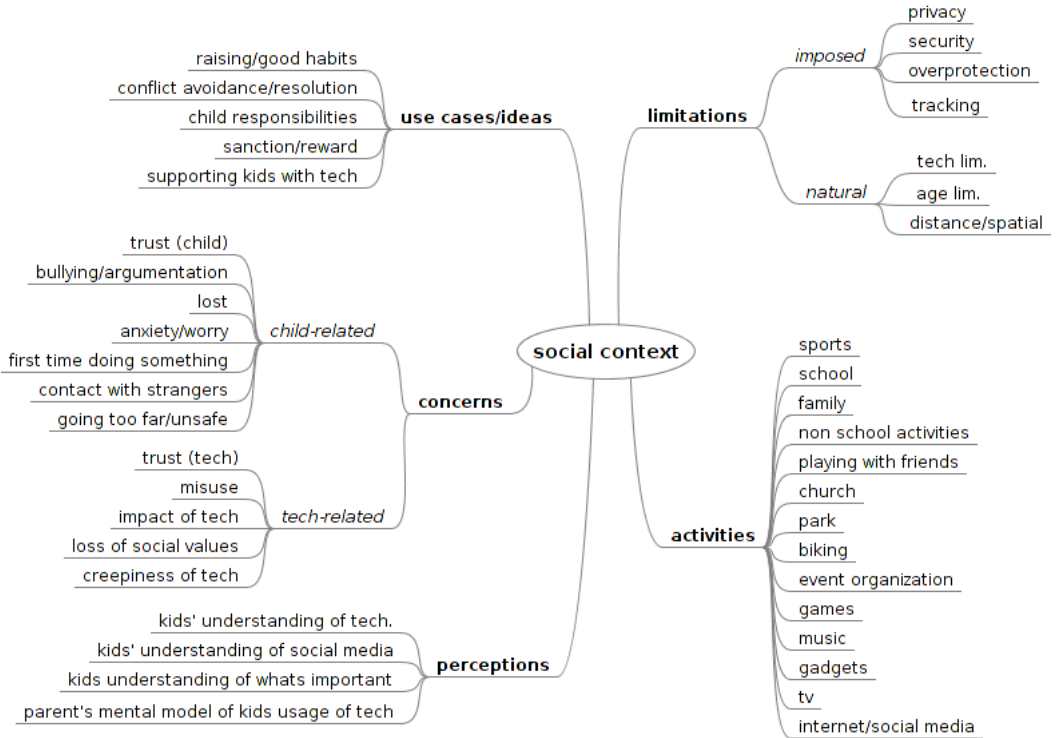 social context
use cases/ideas
raising/good habits
conflict avoidance/resolution
child responsibilities
sanction/reward
supporting kids with tech
concerns
child-related
trust (child)
bullying/argumentation
lost
anxiety/worry
first time doing something
contact with strangers
going too far/unsafe
tech-related
trust (tech)
misuse
impact of tech
loss of social values
creepiness of tech
perceptions
kids' understanding of tech.
kids' understanding of social media
kids understanding of whats important
parent's mental model of kids usage of tech
limitations
imposed
privacy
security
overprotection
tracking
natural
tech lim.
age lim.
distance/spatial
activities
sports
school
family
non school activities
playing with friends
church
park
biking
event organization
games
music
gadgets
tv
internet/social media